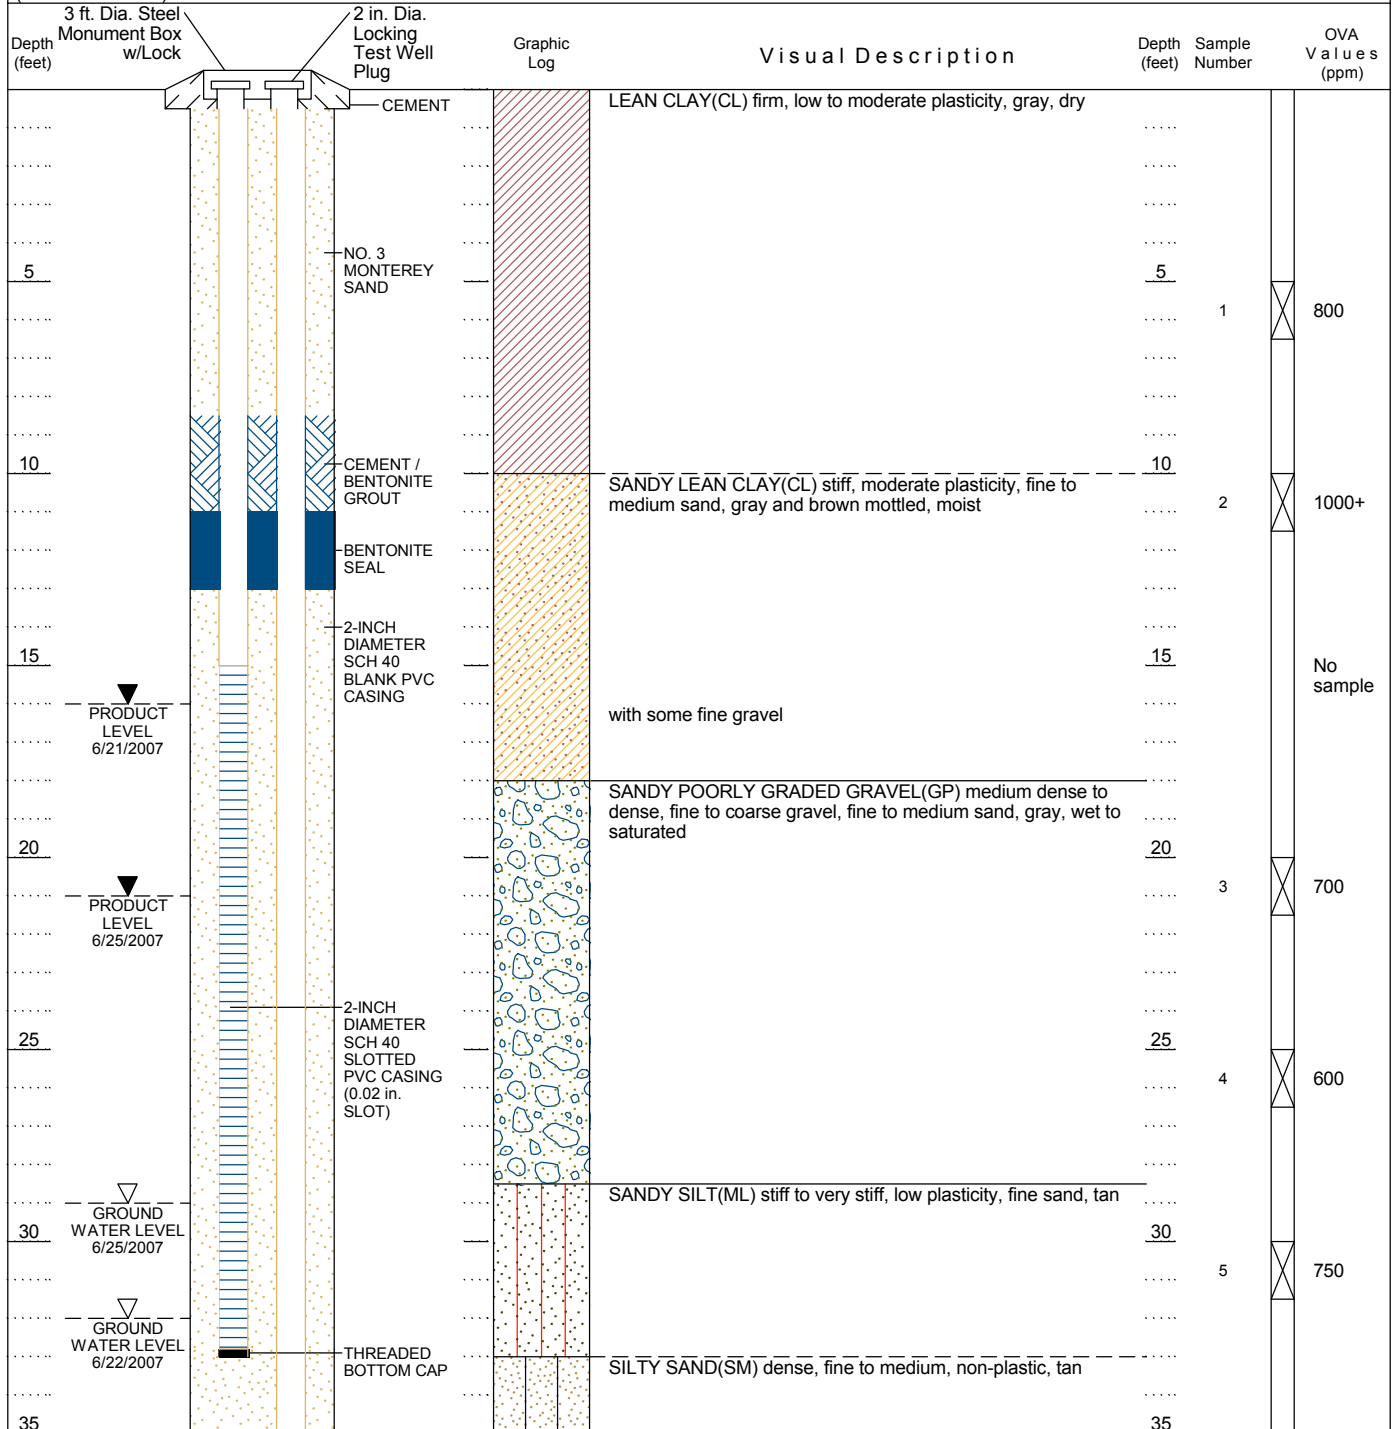 3 ft. Dia. Steel
Monument Box
w/Lock
2 in. Dia.
Locking
Test Well
Plug
Depth
(feet)
Graphic
Log
Visual Description
Depth
(feet)
Sample
Number
OVA
Values
(ppm)
CEMENT
LEAN CLAY(CL) firm, low to moderate plasticity, gray, dry
NO. 3
MONTEREY
SAND
5
5
1
800
10
CEMENT /
BENTONITE
GROUT
10
SANDY LEAN CLAY(CL) stiff, moderate plasticity, fine to
medium sand, gray and brown mottled, moist
2
1000+
BENTONITE
SEAL
2-INCH
DIAMETER
SCH 40
BLANK PVC
CASING
15
15
No
sample
PRODUCT
LEVEL
6/21/2007
with some fine gravel
SANDY POORLY GRADED GRAVEL(GP) medium dense to
dense, fine to coarse gravel, fine to medium sand, gray, wet to
saturated
20
20
3
700
PRODUCT
LEVEL
6/25/2007
2-INCH
DIAMETER
SCH 40
SLOTTED
PVC CASING
(0.02 in.
SLOT)
25
25
4
600
SANDY SILT(ML) stiff to very stiff, low plasticity, fine sand, tan
GROUND
WATER LEVEL
6/25/2007
30
30
5
750
GROUND
WATER LEVEL
6/22/2007
THREADED
BOTTOM CAP
SILTY SAND(SM) dense, fine to medium, non-plastic, tan
35
35